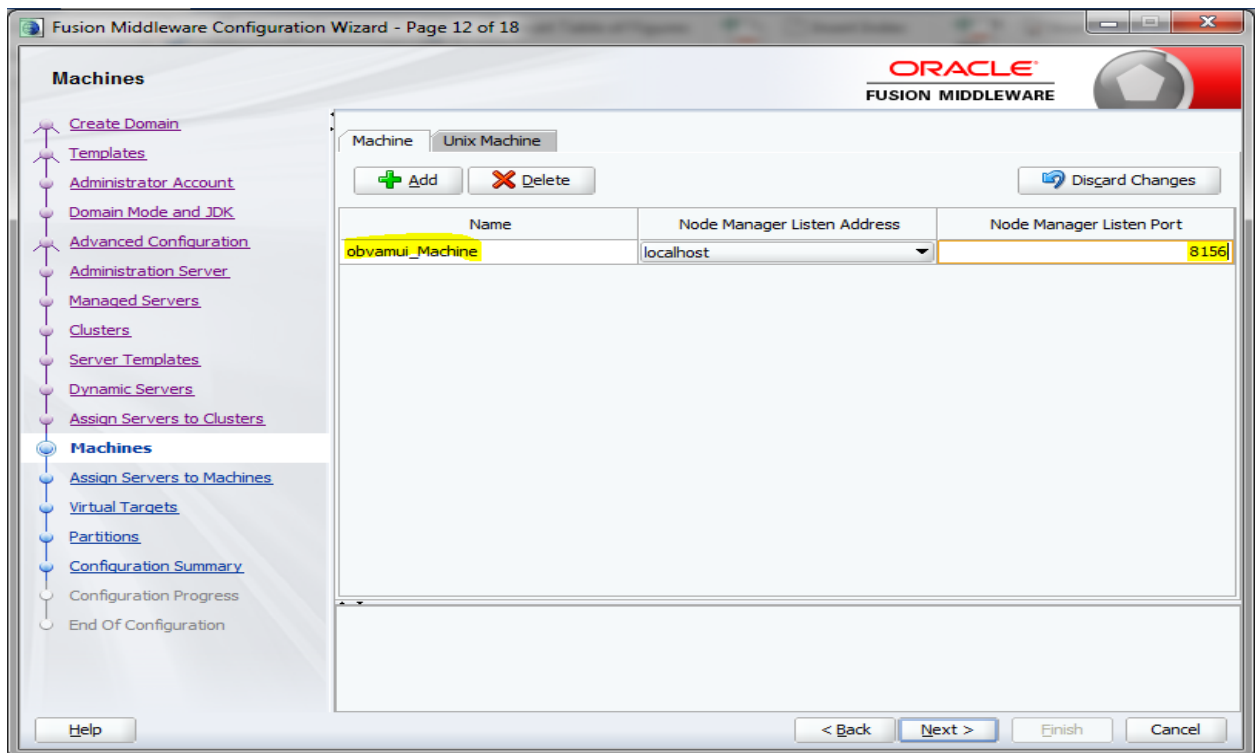 Fusion Middleware Configuration Wizard - Page 12 of 18
Machines
ORACLE
FUSION MIDDLEWARE
Create Domain
Templates
Administrator Account
Domain Mode and JDK
Advanced Configuration
Administration Server
Managed Servers
Clusters
Server Templates
Dynamic Servers
Assign Servers to Clusters
Machines
Assign Servers to Machines
Virtual Targets
Partitions
Configuration Summary
Configuration Progress
End Of Configuration
Machine Unix Machine
Add Delete Discard Changes
Name Node Manager Listen Address Node Manager Listen Port
obvamui_Machine localhost 8156
Help < Back Next > Finish Cancel